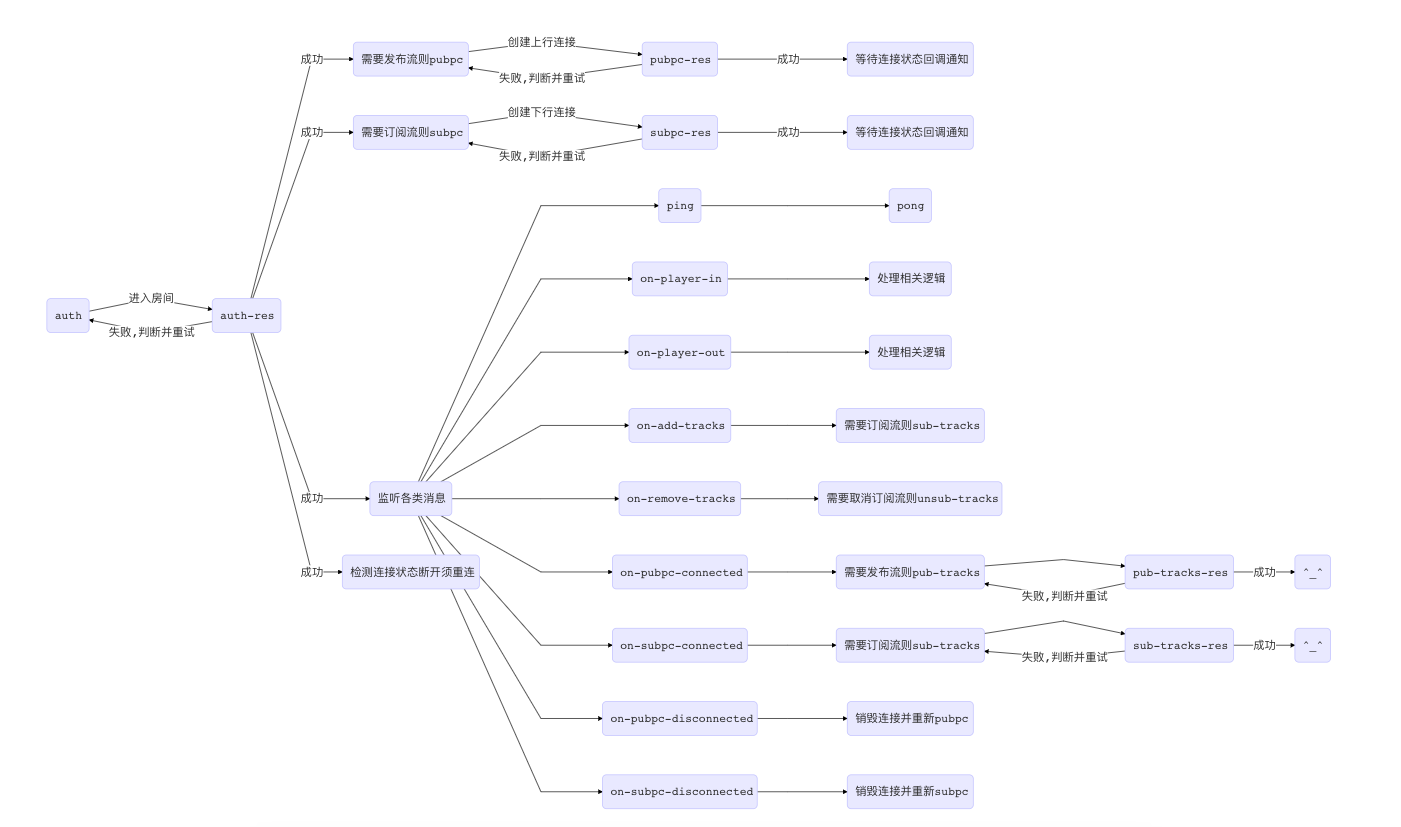 创建上行连接
成功
需要发布流则pubpc
pubpc-res
成功
等待连接状态回调通知
失败,判断并重试
创建下行连接
成功
需要订阅流则subpc
subpc-res
成功
等待连接状态回调通知
失败,判断并重试
ping
pong
on-player-in
处理相关逻辑
进入房间
auth
auth-res
失败,判断并重试
on-player-out
处理相关逻辑
on-add-tracks
需要订阅流则sub-tracks
成功
监听各类消息
on-remove-tracks
需要取消订阅流则unsub-tracks
成功
检测连接状态断开须重连
on-pubpc-connected
需要发布流则pub-tracks
pub-tracks-res
成功
^_^
失败,判断并重试
on-subpc-connected
需要订阅流则sub-tracks
sub-tracks-res
成功
^_^
失败,判断并重试
on-pubpc-disconnected
销毁连接并重新pubpc
on-subpc-disconnected
销毁连接并重新subpc